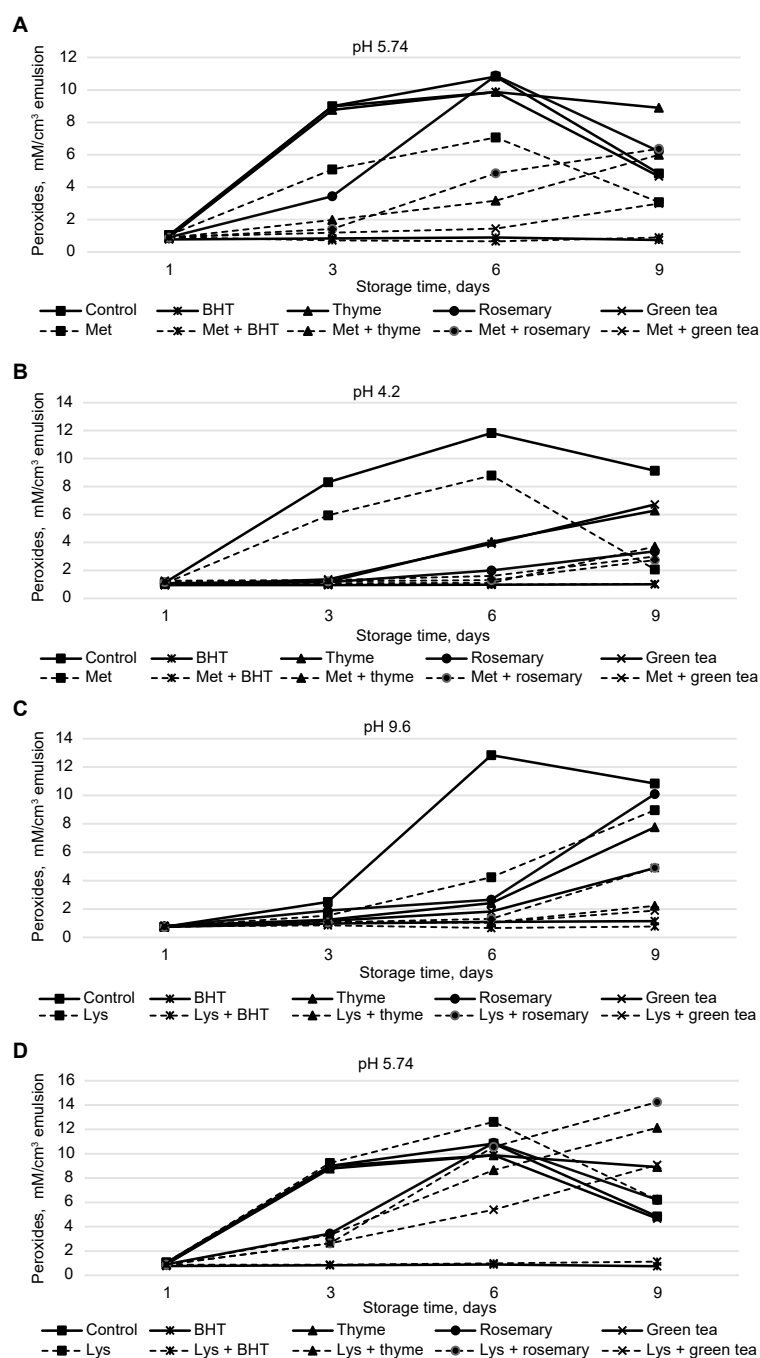 A
pH 5.74
Peroxides, mM/cm³ emulsion
12
10
8
6
4
2
0
1 3 6 9
Storage time, days
Control BHT Thyme Rosemary Green tea
Met Met + BHT Met + thyme Met + rosemary Met + green tea
B
pH 4.2
Peroxides, mM/cm³ emulsion
14
12
10
8
6
4
2
0
1 3 6 9
Storage time, days
Control BHT Thyme Rosemary Green tea
Met Met + BHT Met + thyme Met + rosemary Met + green tea
C
pH 9.6
Peroxides, mM/cm³ emulsion
14
12
10
8
6
4
2
0
1 3 6 9
Storage time, days
Control BHT Thyme Rosemary Green tea
Lys Lys + BHT Lys + thyme Lys + rosemary Lys + green tea
D
pH 5.74
Peroxides, mM/cm³ emulsion
16
14
12
10
8
6
4
2
0
1 3 6 9
Storage time, days
Control BHT Thyme Rosemary Green tea
Lys Lys + BHT Lys + thyme Lys + rosemary Lys + green tea